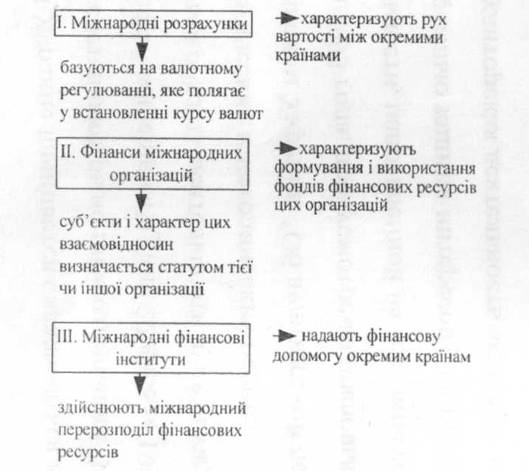 І. Міжнародні розрахунки
характеризують рух
вартості між окремими
країнами
базуються на валютному
регулюванні, яке полягає
у встановленні курсу валют
ІІ. Фінанси міжнародних
організацій
характеризують
формування і використання
фондів фінансових ресурсів
цих організацій
суб’єкти і характер цих
взаємовідносин
визначається статутом тієї
чи іншої організації
ІІІ. Міжнародні фінансові
інститути
надають фінансову
допомогу окремим країнам
здійснюють міжнародний
перерозподіл фінансових
ресурсів